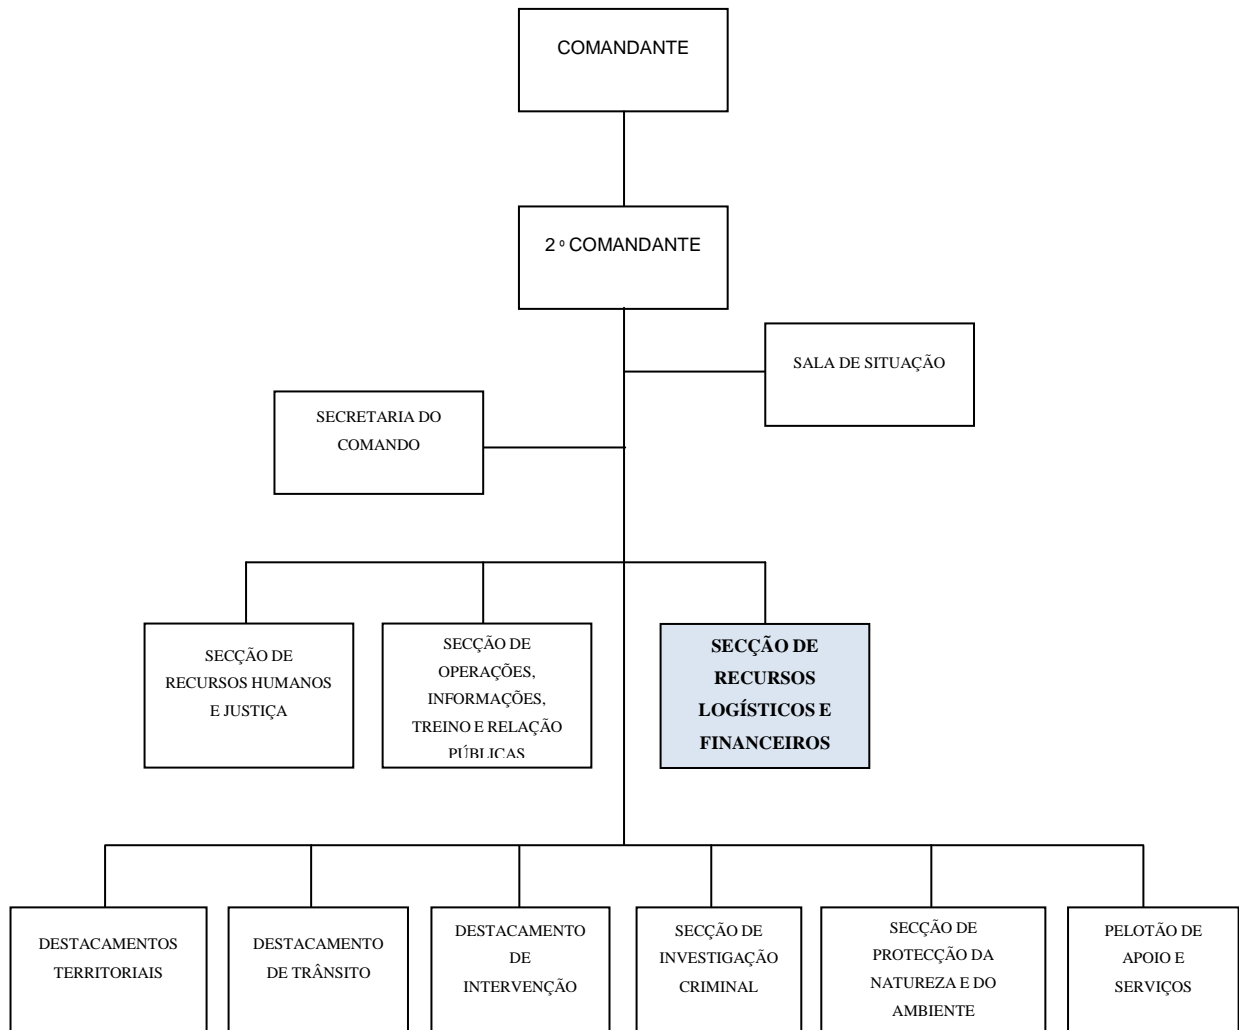 COMANDANTE
2º COMANDANTE
SALA DE SITUAÇÃO
SECRETARIA DO
COMANDO
SECÇÃO DE
RECURSOS HUMANOS
E JUSTIÇA
SECÇÃO DE
OPERAÇÕES,
INFORMAÇÕES,
TREINO E RELAÇÃO
PÚBLICAS
SECÇÃO DE
RECURSOS
LOGÍSTICOS E
FINANCEIROS
DESTACAMENTOS
TERRITORIAIS
DESTACAMENTO
DE TRÂNSITO
DESTACAMENTO
DE
INTERVENÇÃO
SECÇÃO DE
INVESTIGAÇÃO
CRIMINAL
SECÇÃO DE
PROTECÇÃO DA
NATUREZA E DO
AMBIENTE
PELOTÃO DE
APOIO E
SERVIÇOS